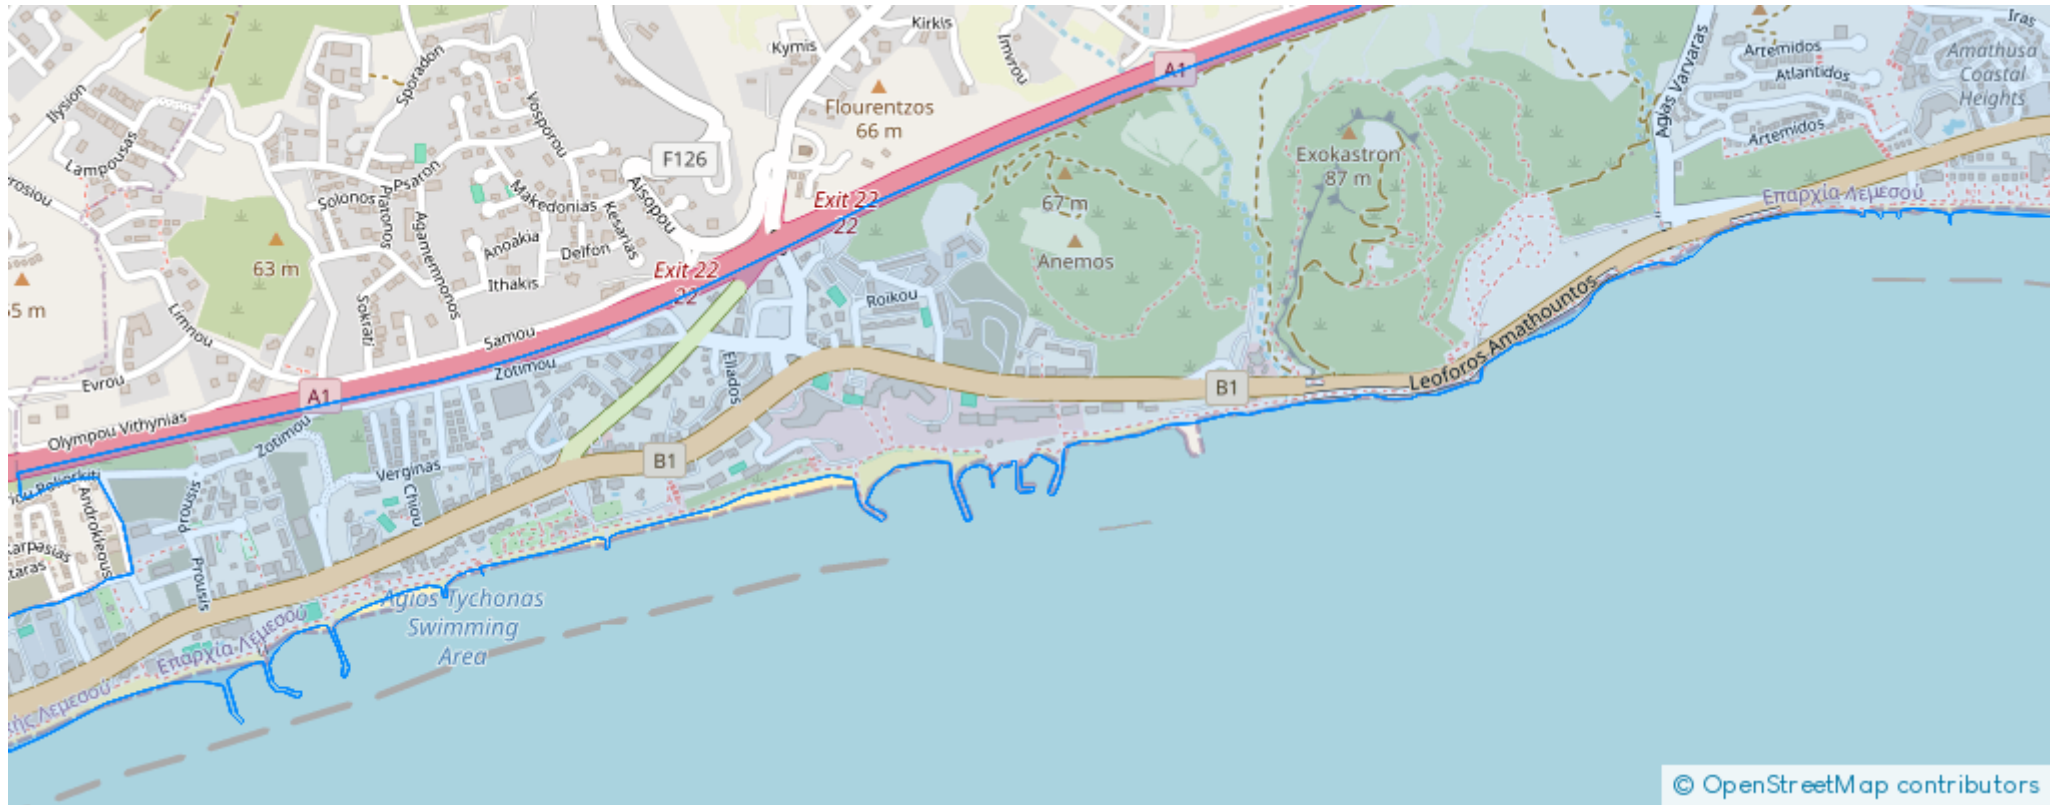 Kirkis
Kymis
Imvrou
Iras
Artemidos
Amathusa
Coastal
Heights
Atlantidos
Artemidos
Agias Varvaras
A1
Ilysion
Sporadon
Vosporou
Flourentzos
66 m
Lampousas
F126
Exokastron
87 m
Psaron
Platonos
Solonos
Makedonias
Aisopou
Kesarias
Agamemnonos
Exit 22
22
67 m
Επαρχία Λεμεσού
Anoakia
Delfon
Anemos
63 m
Exit 22
22
Ithakis
Roikou
55 m
Limnou
Sokrati
Samou
Leoforos Amathountos
Zotimou
Ellados
Evrou
A1
B1
Olympou Vithynias
Zotimou
B1
Verginas
Chiou
Androkleous
Prousis
Karpasias
Prousis
Agios Tychonas
Swimming
Area
Επαρχία Λεμεσού
Λεμεσού
© OpenStreetMap contributors